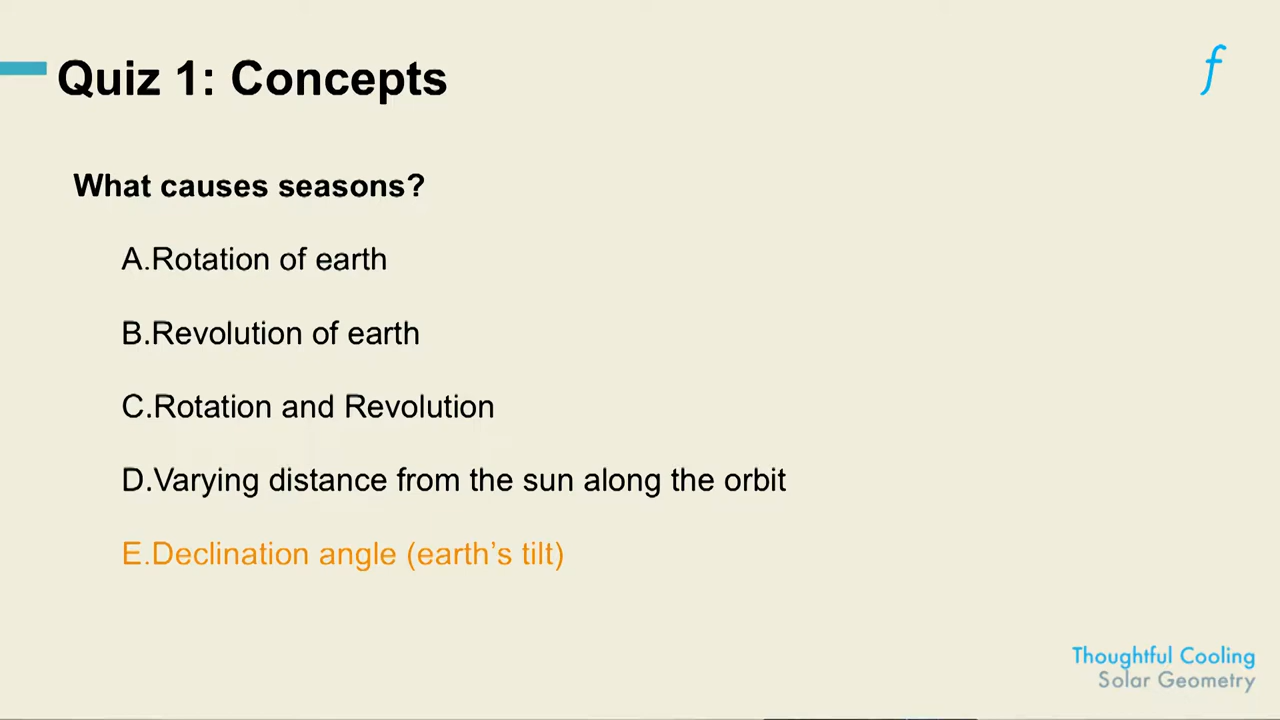 Quiz 1: Concepts
f
What causes seasons?
A.Rotation of earth
B.Revolution of earth
C.Rotation and Revolution
D.Varying distance from the sun along the orbit
E.Declination angle (earth’s tilt)
Thoughtful Cooling
Solar Geometry